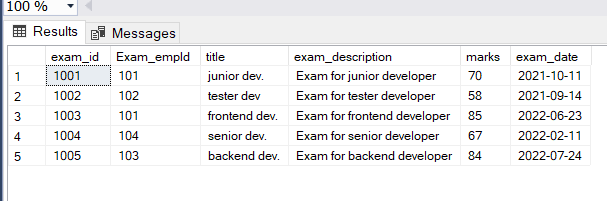 100 %
Results Messages
exam_id Exam_empId title exam_description marks exam_date
1 1001 101 junior dev. Exam for junior developer 70 2021-10-11
2 1002 102 tester dev Exam for tester developer 58 2021-09-14
3 1003 101 frontend dev. Exam for frontend developer 85 2022-06-23
4 1004 104 senior dev. Exam for senior developer 67 2022-02-11
5 1005 103 backend dev. Exam for backend developer 84 2022-07-24